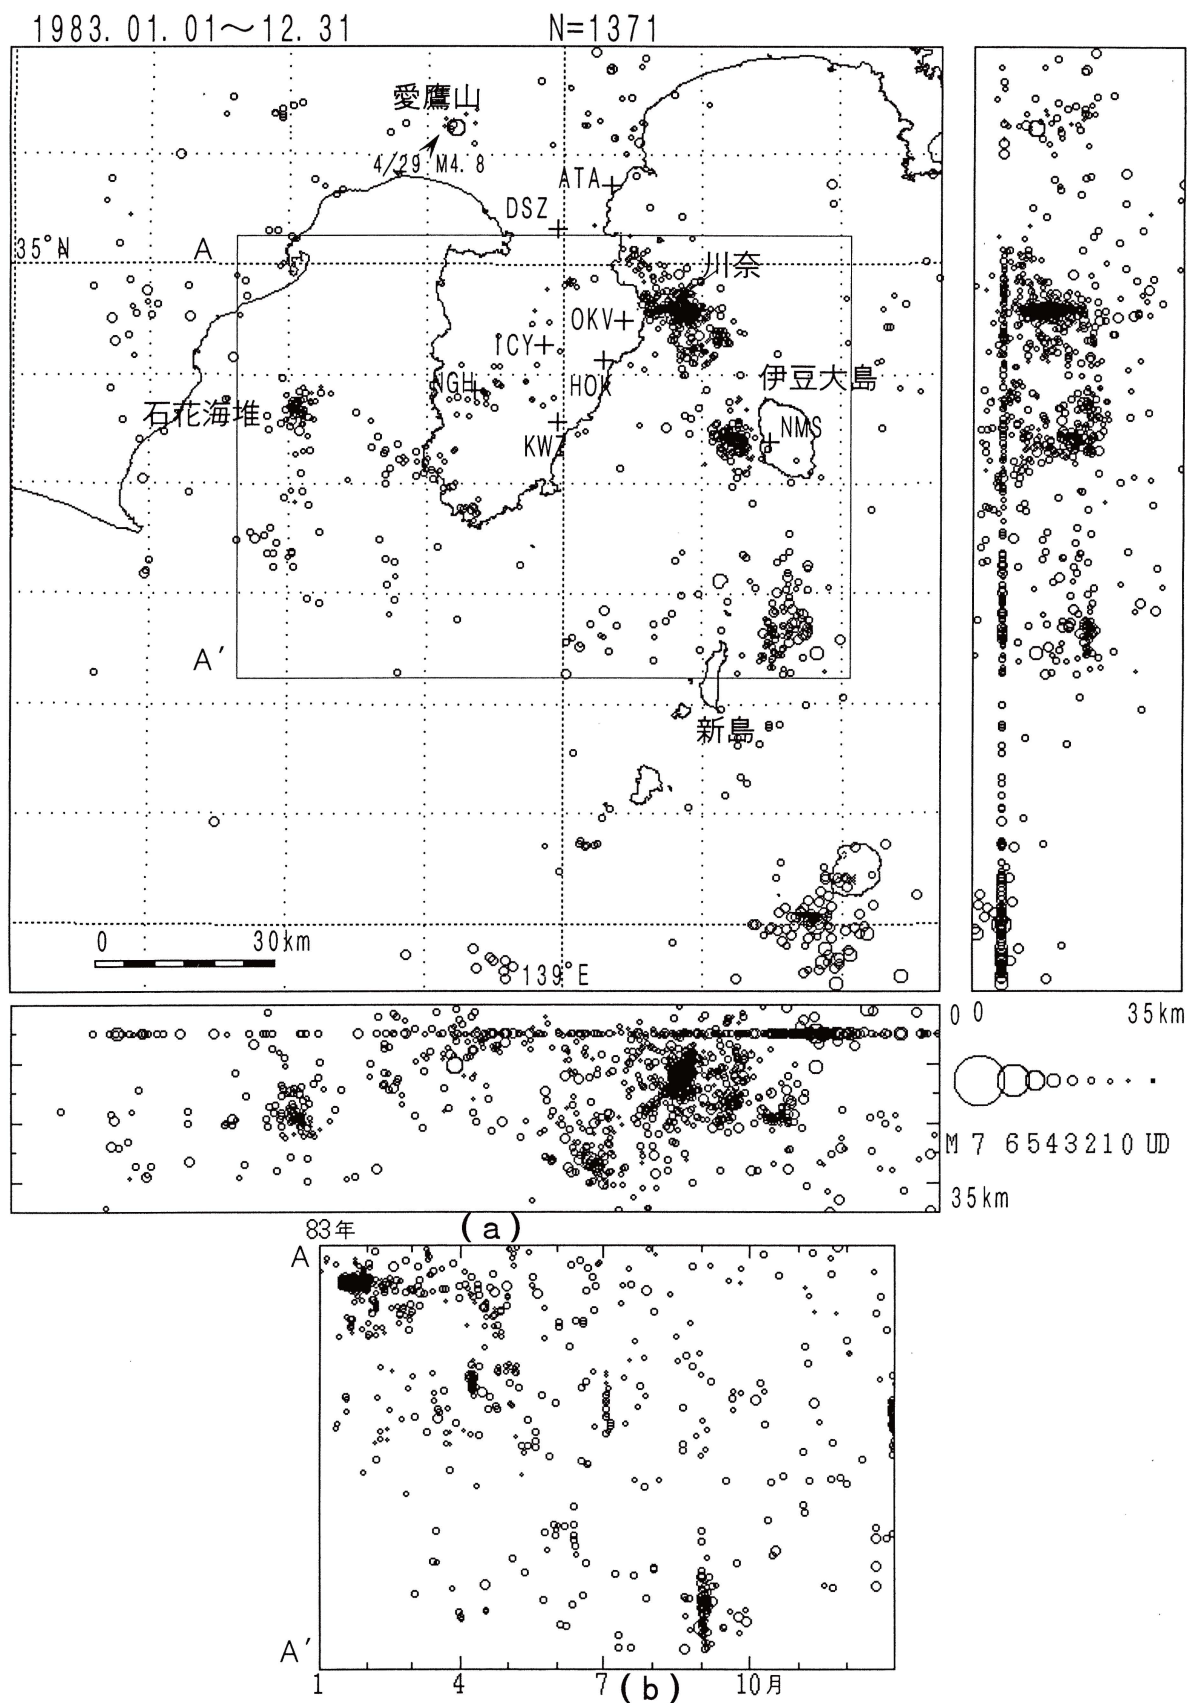 1983. 01. 01～12. 31 N=1371
愛鷹山
4/29 M4.8
ATA
DSZ
35°N
A
川奈
OKV
ICY
伊豆大島
NGH
HOK
石花海堆
NMS
KWZ
A′
新島
0 30km
139 E
0 0 35km
M 7 6 5 4 3 2 1 0 UD
35km
(a)
83年
A
A′
1 4 7 10月
(b)